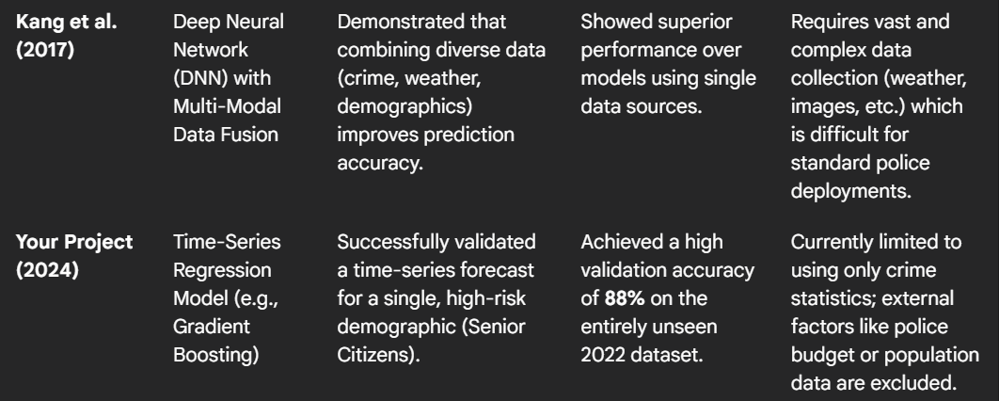 Kang et al.
(2017)
Deep Neural
Network
(DNN) with
Multi-Modal
Data Fusion
Demonstrated that
combining diverse data
(crime, weather,
demographics)
improves prediction
accuracy.
Showed superior
performance over
models using single
data sources.
Requires vast and
complex data
collection (weather,
images, etc.) which
is difficult for
standard police
deployments.
Your Project
(2024)
Time-Series
Regression
Model (e.g.,
Gradient
Boosting)
Successfully validated
a time-series forecast
for a single, high-risk
demographic (Senior
Citizens).
Achieved a high
validation accuracy
of 88% on the
entirely unseen
2022 dataset.
Currently limited to
using only crime
statistics; external
factors like police
budget or population
data are excluded.